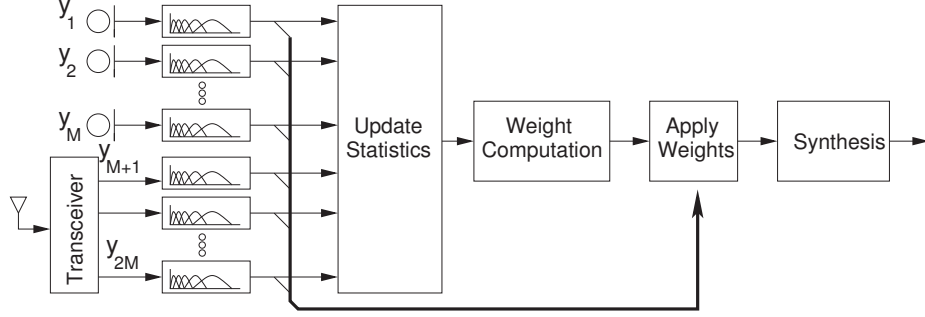 y1
y2
yM
yM+1
y2M
Transceiver
Update
Statistics
Weight
Computation
Apply
Weights
Synthesis